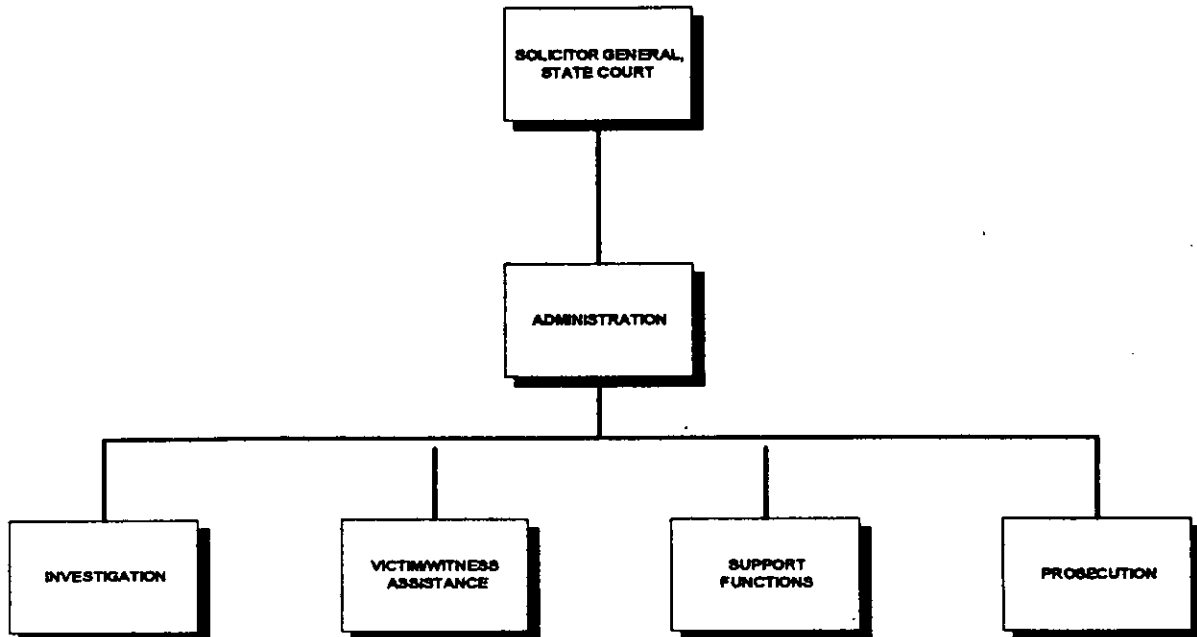 SOLICITOR GENERAL,
STATE COURT
ADMINISTRATION
INVESTIGATION
VICTIM/WITNESS
ASSISTANCE
SUPPORT
FUNCTIONS
PROSECUTION